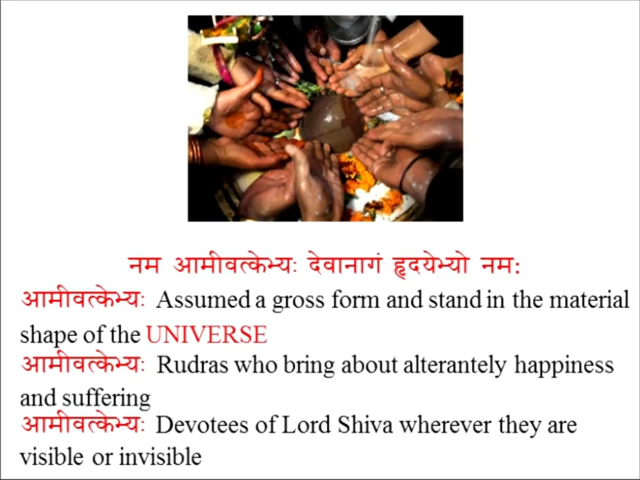 नम आमीवत्केभ्यः देवानागं हृदयेभ्यो नमः
आमीवत्केभ्यः Assumed a gross form and stand in the material
shape of the UNIVERSE
आमीवत्केभ्यः Rudras who bring about alterantely happiness
and suffering
आमीवत्केभ्यः Devotees of Lord Shiva wherever they are
visible or invisible